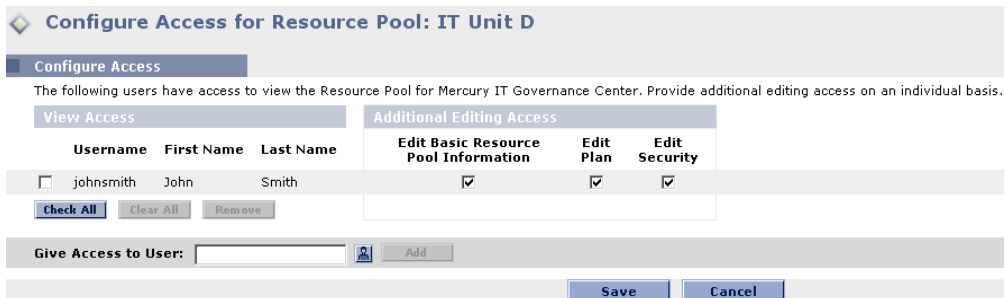 Configure Access for Resource Pool: IT Unit D
Configure Access
The following users have access to view the Resource Pool for Mercury IT Governance Center. Provide additional editing access on an individual basis.
View Access
Additional Editing Access
Username First Name Last Name Edit Basic Resource Pool Information Edit Plan Edit Security
johnsmith John Smith
Check All Clear All Remove
Give Access to User: Add
Save Cancel